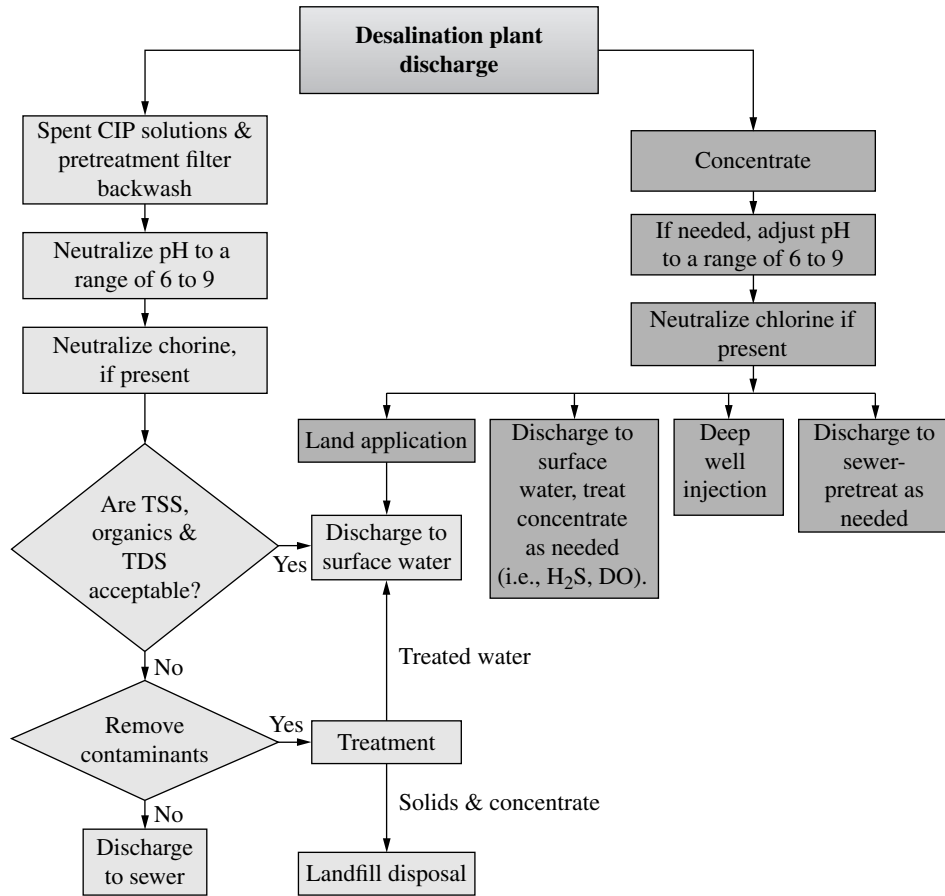 Desalination plant
discharge
Spent CIP solutions &
pretreatment filter
backwash
Neutralize pH to a
range of 6 to 9
Neutralize chorine,
if present
Are TSS,
organics &
TDS
acceptable?
Yes
No
Remove
contaminants
Yes
No
Discharge
to sewer
Concentrate
If needed, adjust pH
to a range of 6 to 9
Neutralize chlorine if
present
Land application
Discharge to
surface water
Treated water
Treatment
Solids & concentrate
Landfill disposal
Discharge to
surface
water, treat
concentrate
as needed
(i.e., H₂S, DO).
Deep
well
injection
Discharge to
sewer-
pretreat as
needed